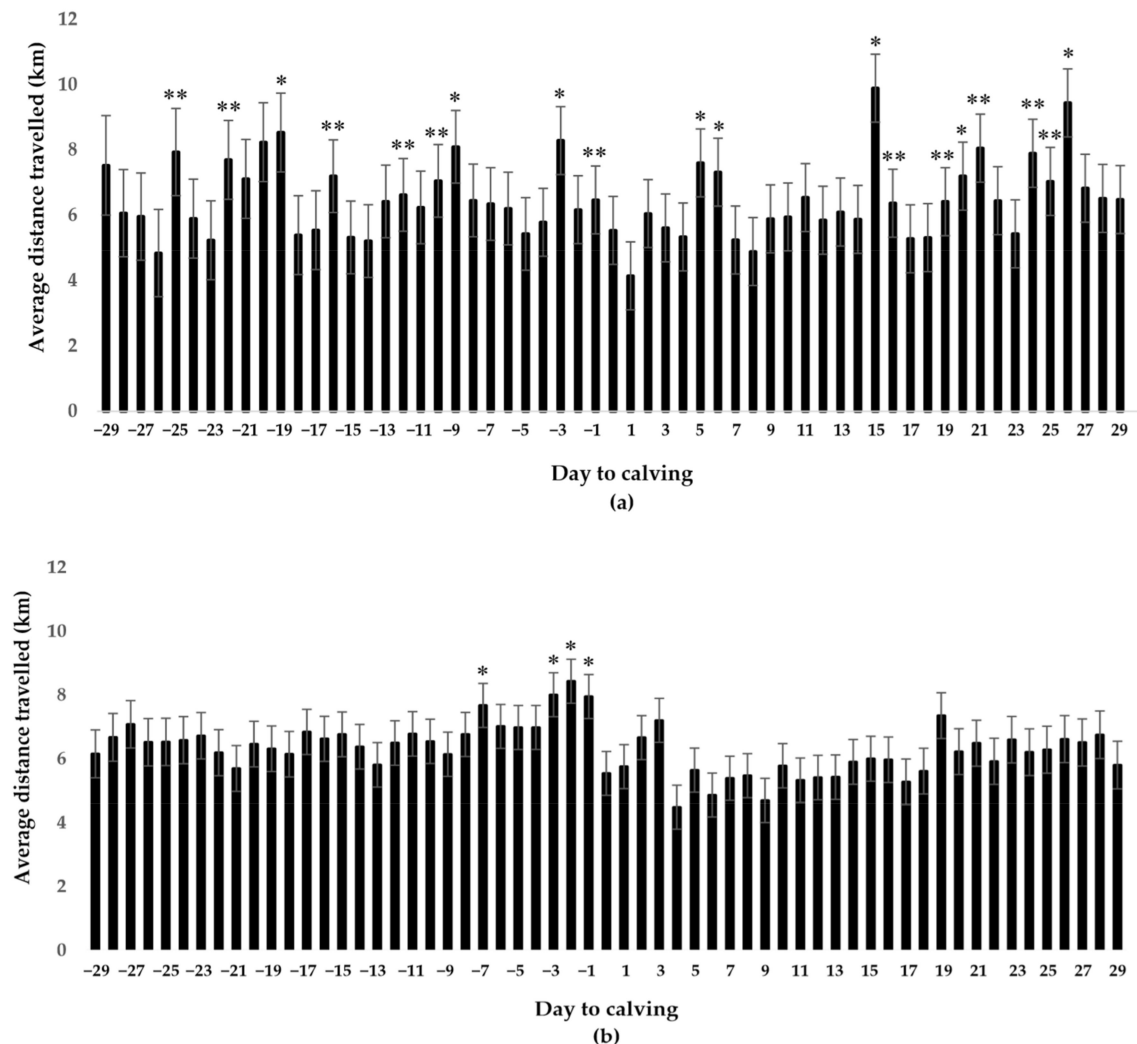 12
10
8
6
4
2
0
Average distance travelled (km)
** ** * ** ** ** * * ** * * * ** ** * ** ** ** *
−29 −27 −25 −23 −21 −19 −17 −15 −13 −11 −9 −7 −5 −3 −1 1 3 5 7 9 11 13 15 17 19 21 23 25 27 29
Day to calving
(a)
12
10
8
6
4
2
0
Average distance travelled (km)
* * * *
−29 −27 −25 −23 −21 −19 −17 −15 −13 −11 −9 −7 −5 −3 −1 1 3 5 7 9 11 13 15 17 19 21 23 25 27 29
Day to calving
(b)